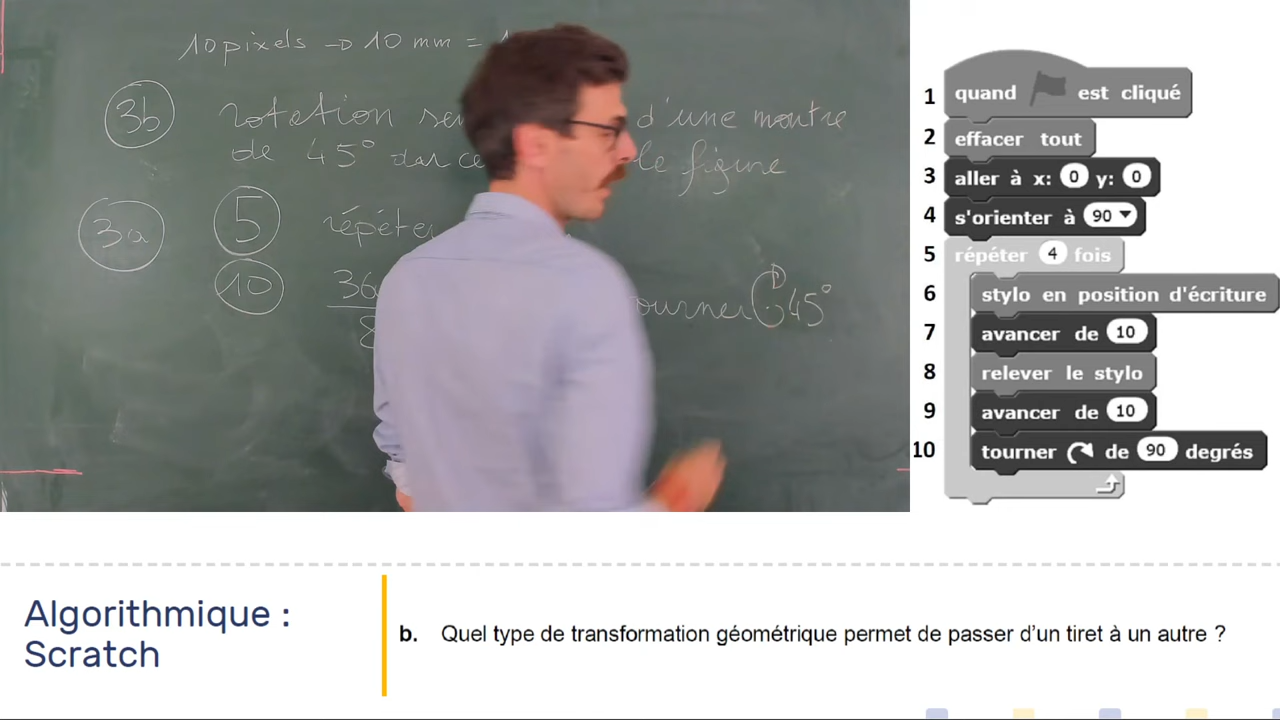 10 pixels → 10 mm =
3b rotation d'une montre
de 45° figure
3a 5 répéter
10 tourner 45°
1 quand est cliqué
2 effacer tout
3 aller à x: 0 y: 0
4 s'orienter à 90
5 répéter 4 fois
6 stylo en position d'écriture
7 avancer de 10
8 relever le stylo
9 avancer de 10
10 tourner de 90 degrés
Algorithmique :
Scratch
b. Quel type de transformation géométrique permet de passer d'un tiret à un autre ?